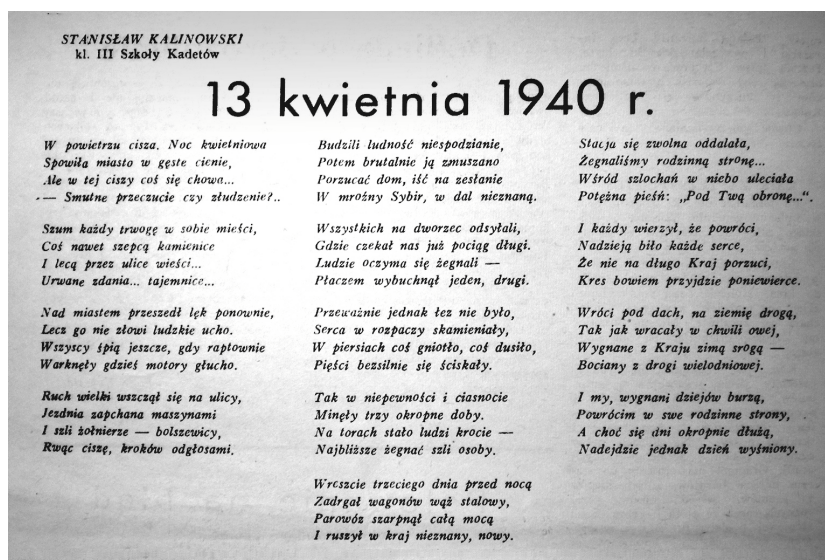 STANISŁAW KALINOWSKI
kl. III Szkoły Kadetów
13 kwietnia 1940 r.
W powietrzu cisza. Noc kwietniowa
Spowiła miasto w gęste cienie,
Ale w tej ciszy coś się chowa...
— Smutne przeczucie czy złudzenie?..
Szum każdy trwogę w sobie mieści,
Coś nawet szepcą kamienice
I lecą przez ulice wieści...
Urwane zdania... tajemnice...
Nad miastem przeszedł lęk ponownie,
Lecz go nie złowi ludzkie ucho.
Wszyscy śpią jeszcze, gdy raptownie
Warknęły gdzieś motory głucho.
Ruch wielki wszczął się na ulicy,
Jezdnia zapchana maszynami
I szli żołnierze — bolszewicy,
Rwąc ciszę, kroków odgłosami.
Budzili ludność niespodzianie,
Potem brutalnie ją zmuszano
Porzucać dom, iść na zesłanie
W mroźny Sybir, w dal nieznaną.
Wszystkich na dworzec odsyłali,
Gdzie czekał nas już pociąg długi.
Ludzie oczyma się żegnali —
Płaczem wybuchnął jeden, drugi.
Przeważnie jednak łez nie było,
Serca w rozpaczy skamieniały,
W piersiach coś gniotło, coś dusiło,
Pięści bezsilnie się ściskały.
Tak w niepewności i ciasnocie
Minęły trzy okropne doby.
Na torach stało ludzi krocie —
Najbliższe żegnać szli osoby.
Wreszcie trzeciego dnia przed nocą
Zadrgał wagonów wąż stalowy,
Parowóz szarpnął całą mocą
I ruszył w kraj nieznany, nowy.
Stacja się zwolna oddalała,
Żegnaliśmy rodzinną stronę...
Wśród szlochań w niebo uleciała
Potężna pieśń: „Pod Twą obronę...".
I każdy wierzył, że powróci,
Nadzieją biło każde serce,
Że nie na długo Kraj porzuci,
Kres bowiem przyjdzie poniewierce.
Wróci pod dach, na ziemię drogą,
Tak jak wracały w chwili owej,
Wygnane z Kraju zimą srogą —
Bociany z drogi wielodniowej.
I my, wygnani dziejów burzą,
Powrócim w swe rodzinne strony,
A choć się dni okropnie dłużą,
Nadejdzie jednak dzień wyśniony.